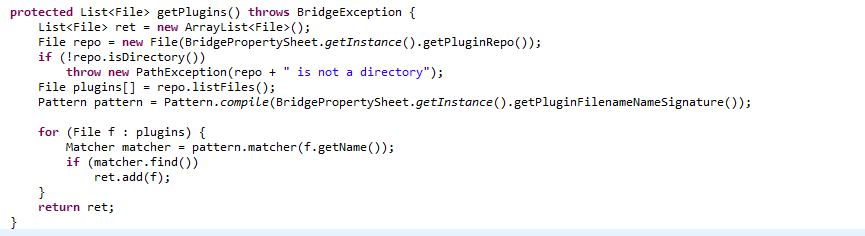 protected List<File> getPlugins() throws BridgeException {
    List<File> ret = new ArrayList<File>();
    File repo = new File(BridgePropertySheet.getInstance().getPluginRepo());
    if (!repo.isDirectory())
        throw new PathException(repo + " is not a directory");
    File plugins[] = repo.listFiles();
    Pattern pattern = Pattern.compile(BridgePropertySheet.getInstance().getPluginFilenameNameSignature());

    for (File f : plugins) {
        Matcher matcher = pattern.matcher(f.getName());
        if (matcher.find())
            ret.add(f);
    }
    return ret;
}